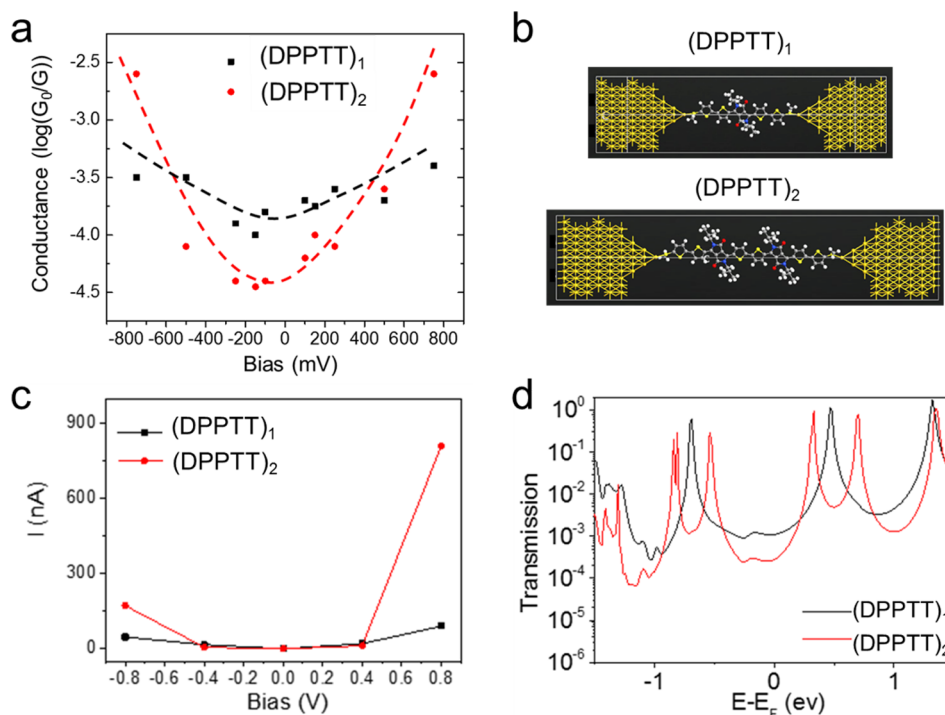 a
Conductance (log(G₀/G))
-2.5
-3.0
-3.5
-4.0
-4.5
(DPPTT)₁
(DPPTT)₂
-800 -600 -400 -200 0 200 400 600 800
Bias (mV)
b
(DPPTT)₁
(DPPTT)₂
c
I (nA)
900
600
300
0
(DPPTT)₁
(DPPTT)₂
-0.8 -0.6 -0.4 -0.2 0.0 0.2 0.4 0.6 0.8
Bias (V)
d
Transmission
10⁰
10⁻¹
10⁻²
10⁻³
10⁻⁴
10⁻⁵
10⁻⁶
(DPPTT)
(DPPTT)₂
-1 0 1
E-E_F (ev)